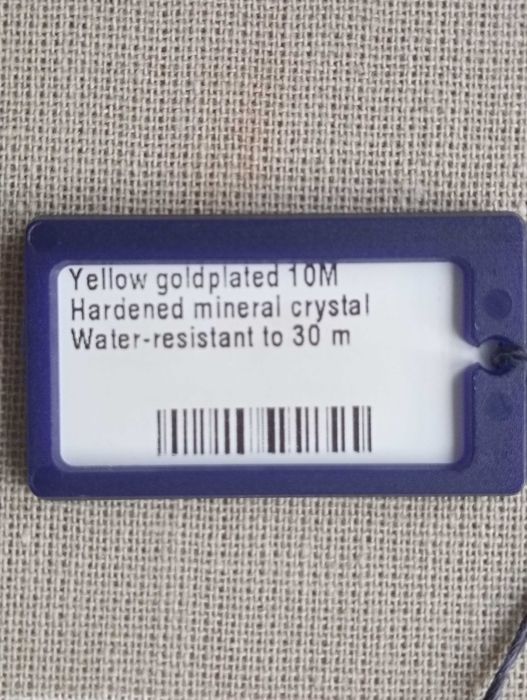 Yellow goldplated 10M
Hardened mineral crystal
Water-resistant to 30 m